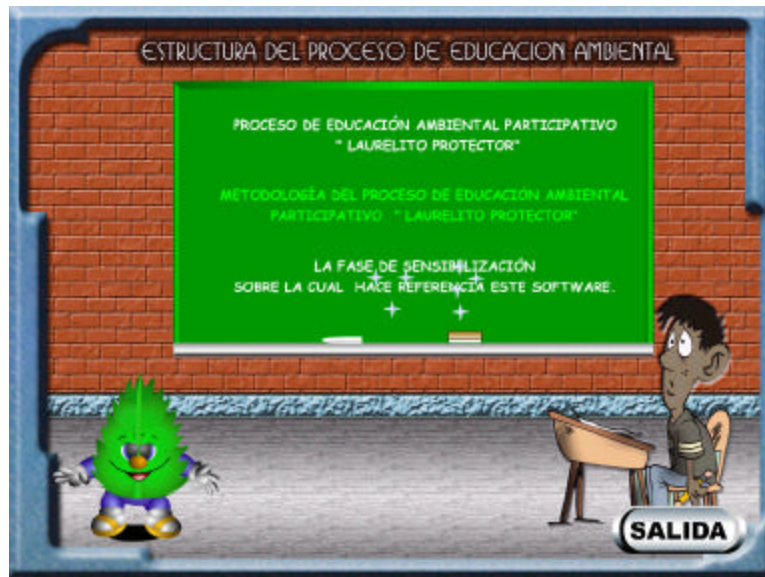 ESTRUCTURA DEL PROCESO DE EDUCACION AMBIENTAL
PROCESO DE EDUCACIÓN AMBIENTAL PARTICIPATIVO
" LAURELITO PROTECTOR"
METODOLOGÍA DEL PROCESO DE EDUCACIÓN AMBIENTAL
PARTICIPATIVO " LAURELITO PROTECTOR"
LA FASE DE SENSIBILIZACIÓN
SOBRE LA CUAL HACE REFERENCIA ESTE SOFTWARE.
SALIDA